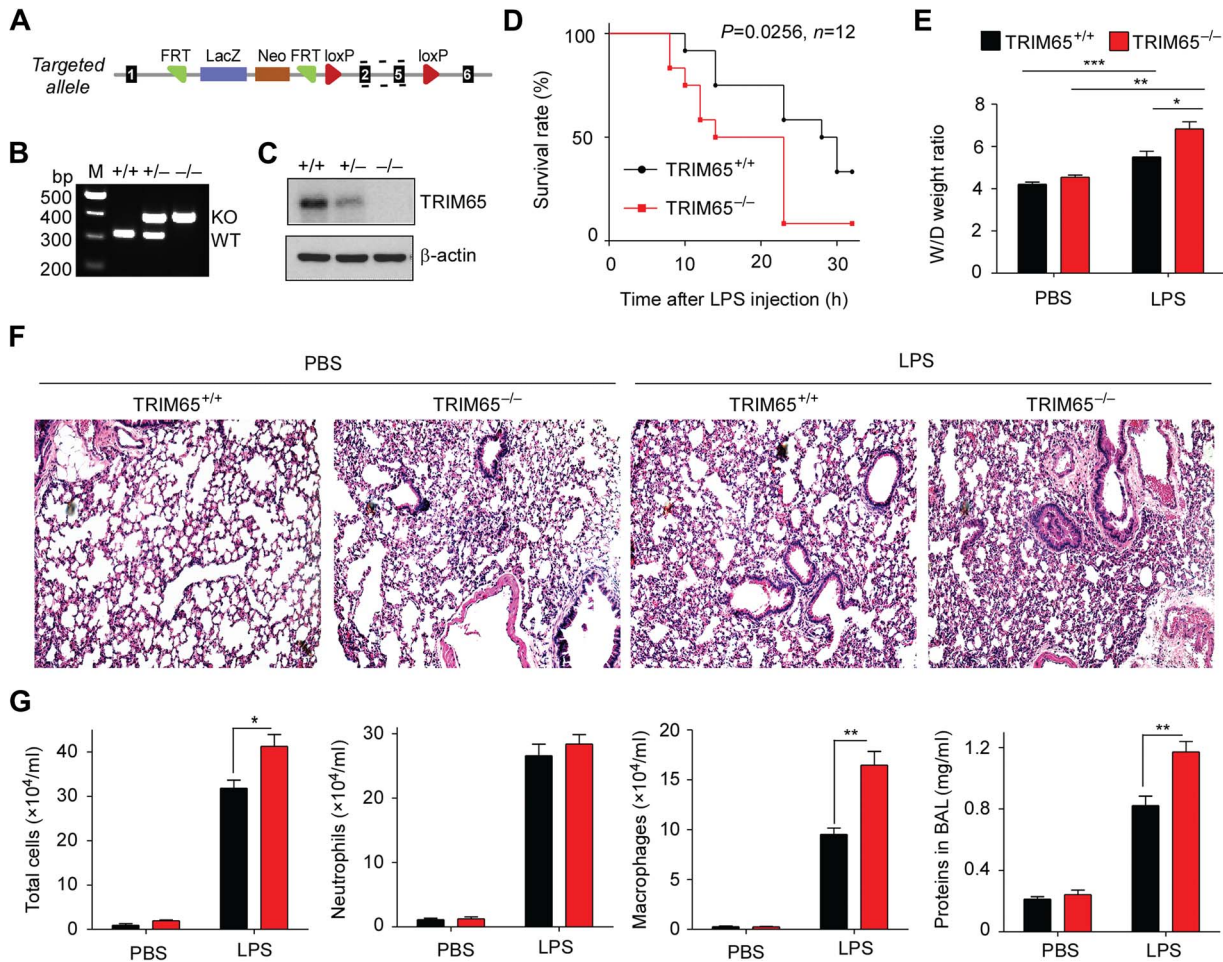 A
FRT LacZ Neo FRT loxP loxP
Targeted
allele
1 2 5 6
B
M +/+ +/– –/–
bp
500
400
300
200
KO
WT
C
+/+ +/– –/–
TRIM65
β-actin
D
P=0.0256, n=12
Survival rate (%)
100
50
0
TRIM65+/+
TRIM65–/–
0 10 20 30
Time after LPS injection (h)
E
TRIM65+/+ TRIM65–/–
***
**
*
W/D weight ratio
8
6
4
2
0
PBS LPS
F
PBS LPS
TRIM65+/+ TRIM65–/– TRIM65+/+ TRIM65–/–
G
Total cells (×104/ml)
40
30
20
10
0
*
PBS LPS
Neutrophils (×104/ml)
30
20
10
0
PBS LPS
Macrophages (×104/ml)
20
15
10
5
0
**
PBS LPS
Proteins in BAL (mg/ml)
1.2
0.8
0.4
0
**
PBS LPS